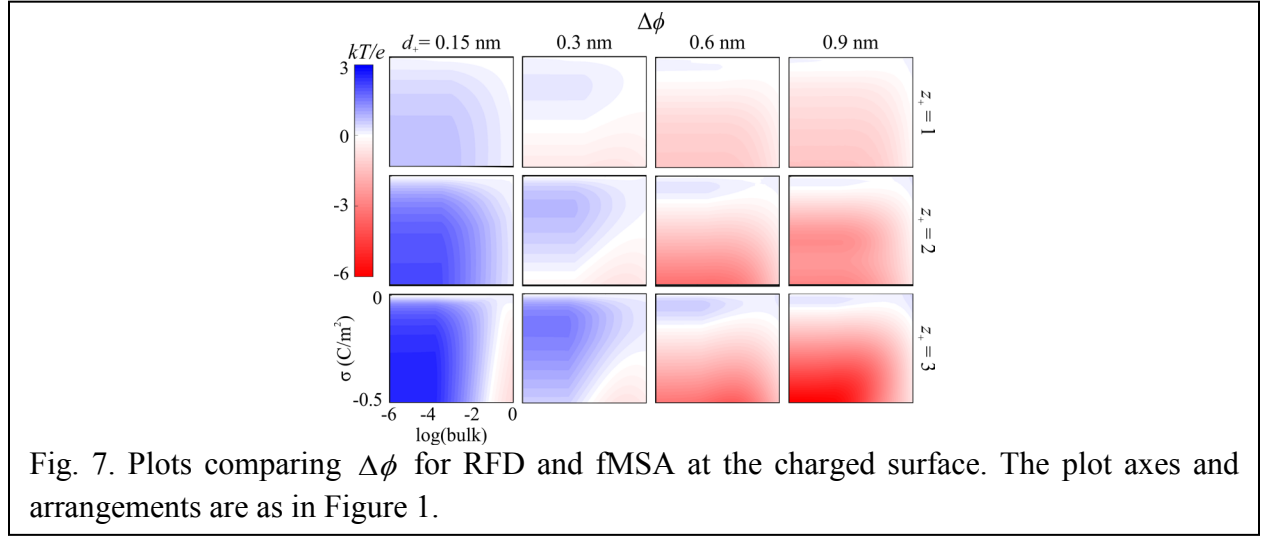 Δϕ
d₊= 0.15 nm 0.3 nm 0.6 nm 0.9 nm
kT/e
3
0
-3
-6
z₊ = 1
z₊ = 2
z₊ = 3
0
σ (C/m²)
-0.5
-6 -4 -2 0
log(bulk)
Fig. 7. Plots comparing Δϕ for RFD and fMSA at the charged surface. The plot axes and
arrangements are as in Figure 1.